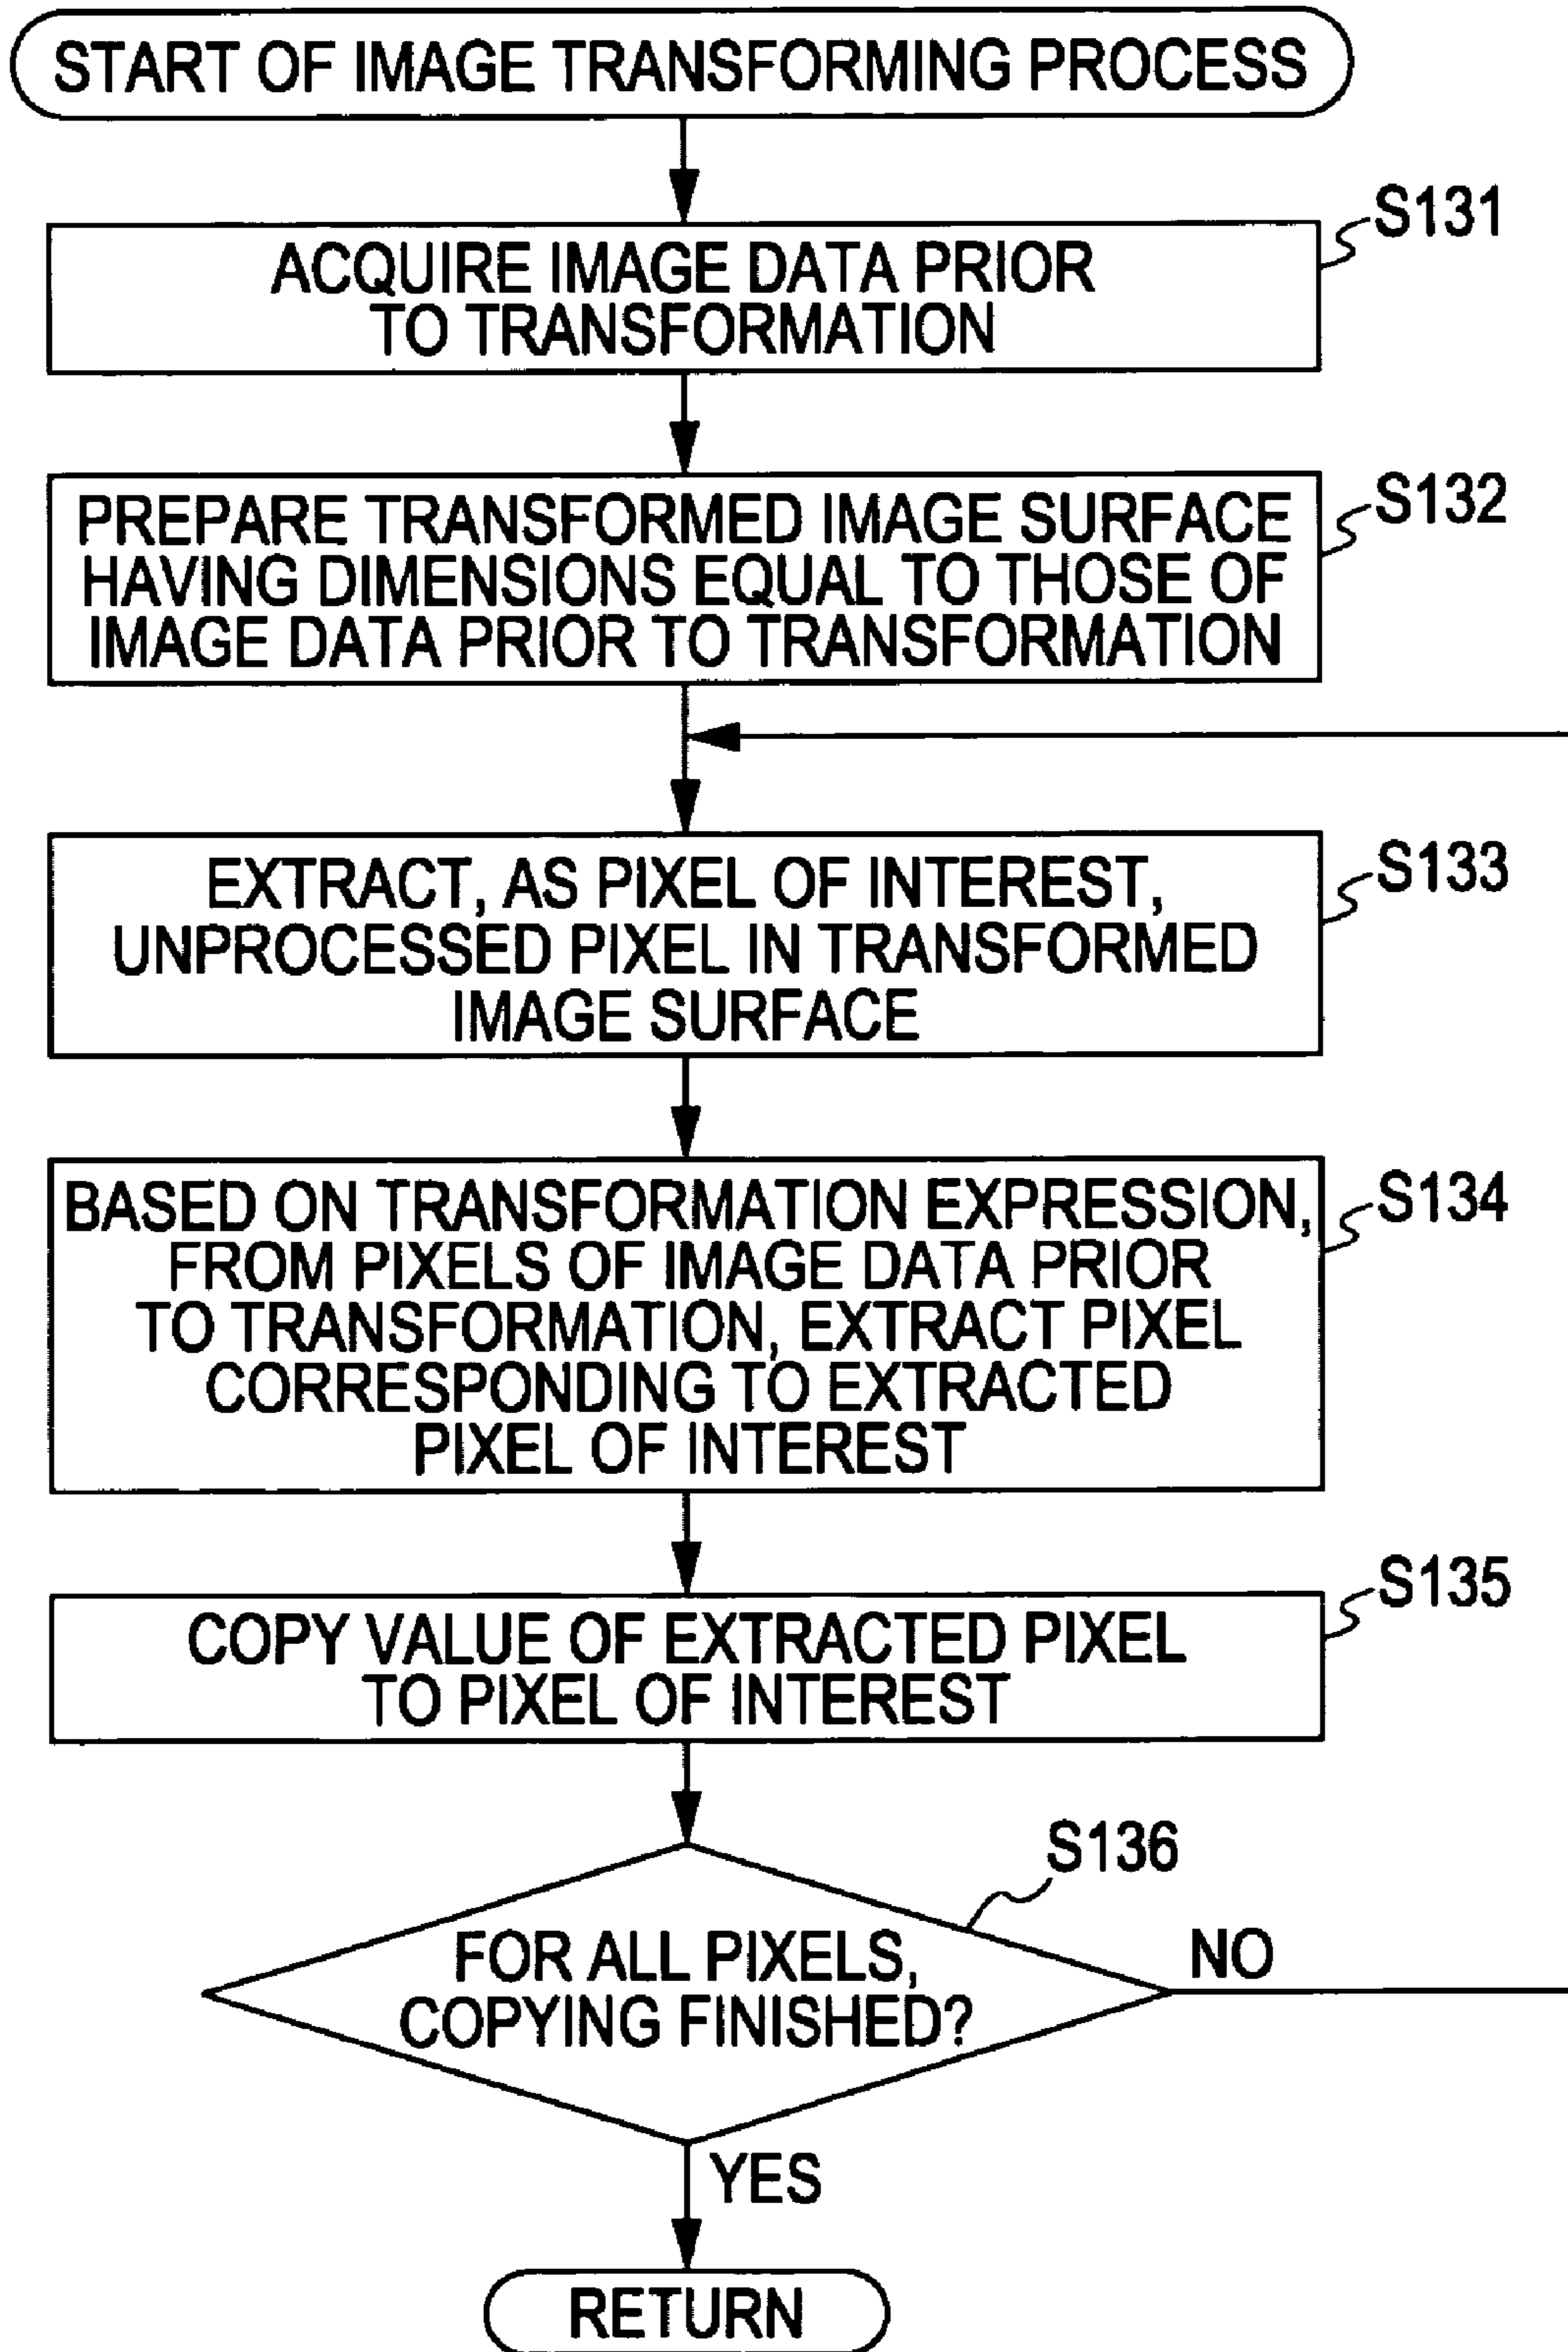 START OF IMAGE TRANSFORMING PROCESS
S131
ACQUIRE IMAGE DATA PRIOR
TO TRANSFORMATION
S132
PREPARE TRANSFORMED IMAGE SURFACE
HAVING DIMENSIONS EQUAL TO THOSE OF
IMAGE DATA PRIOR TO TRANSFORMATION
S133
EXTRACT, AS PIXEL OF INTEREST,
UNPROCESSED PIXEL IN TRANSFORMED
IMAGE SURFACE
S134
BASED ON TRANSFORMATION EXPRESSION,
FROM PIXELS OF IMAGE DATA PRIOR
TO TRANSFORMATION, EXTRACT PIXEL
CORRESPONDING TO EXTRACTED
PIXEL OF INTEREST
S135
COPY VALUE OF EXTRACTED PIXEL
TO PIXEL OF INTEREST
S136
FOR ALL PIXELS,
COPYING FINISHED?
NO
YES
RETURN